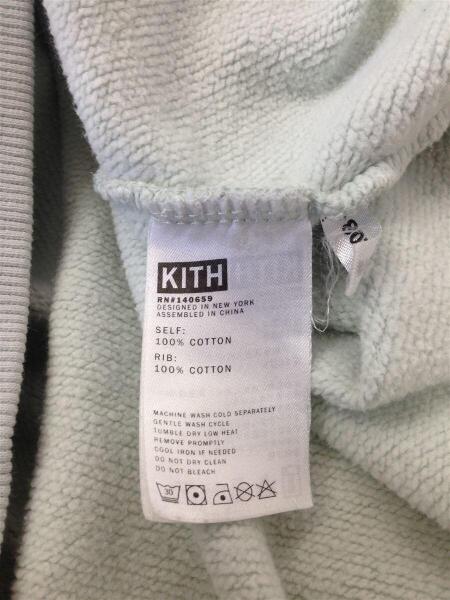 KITH
RN#140659
DESIGNED IN NEW YORK
ASSEMBLED IN CHINA
SELF:
100% COTTON
RIB:
100% COTTON
MACHINE WASH COLD SEPARATELY
GENTLE WASH CYCLE
TUMBLE DRY LOW HEAT
REMOVE PROMPTLY
COOL IRON IF NEEDED
DO NOT DRY CLEAN
DO NOT BLEACH
30